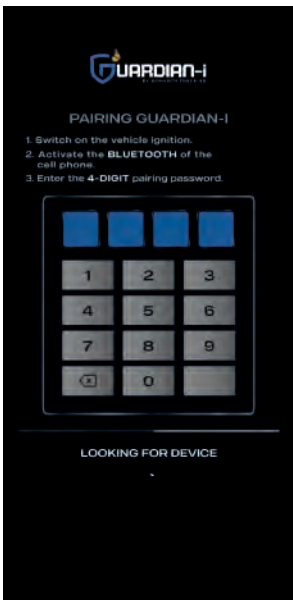 GUARDIAN-i
PAIRING GUARDIAN-I
1. Switch on the vehicle ignition.
2. Activate the BLUETOOTH of the
cell phone.
3. Enter the 4-DIGIT pairing password.
1 2 3
4 5 6
7 8 9
0
LOOKING FOR DEVICE